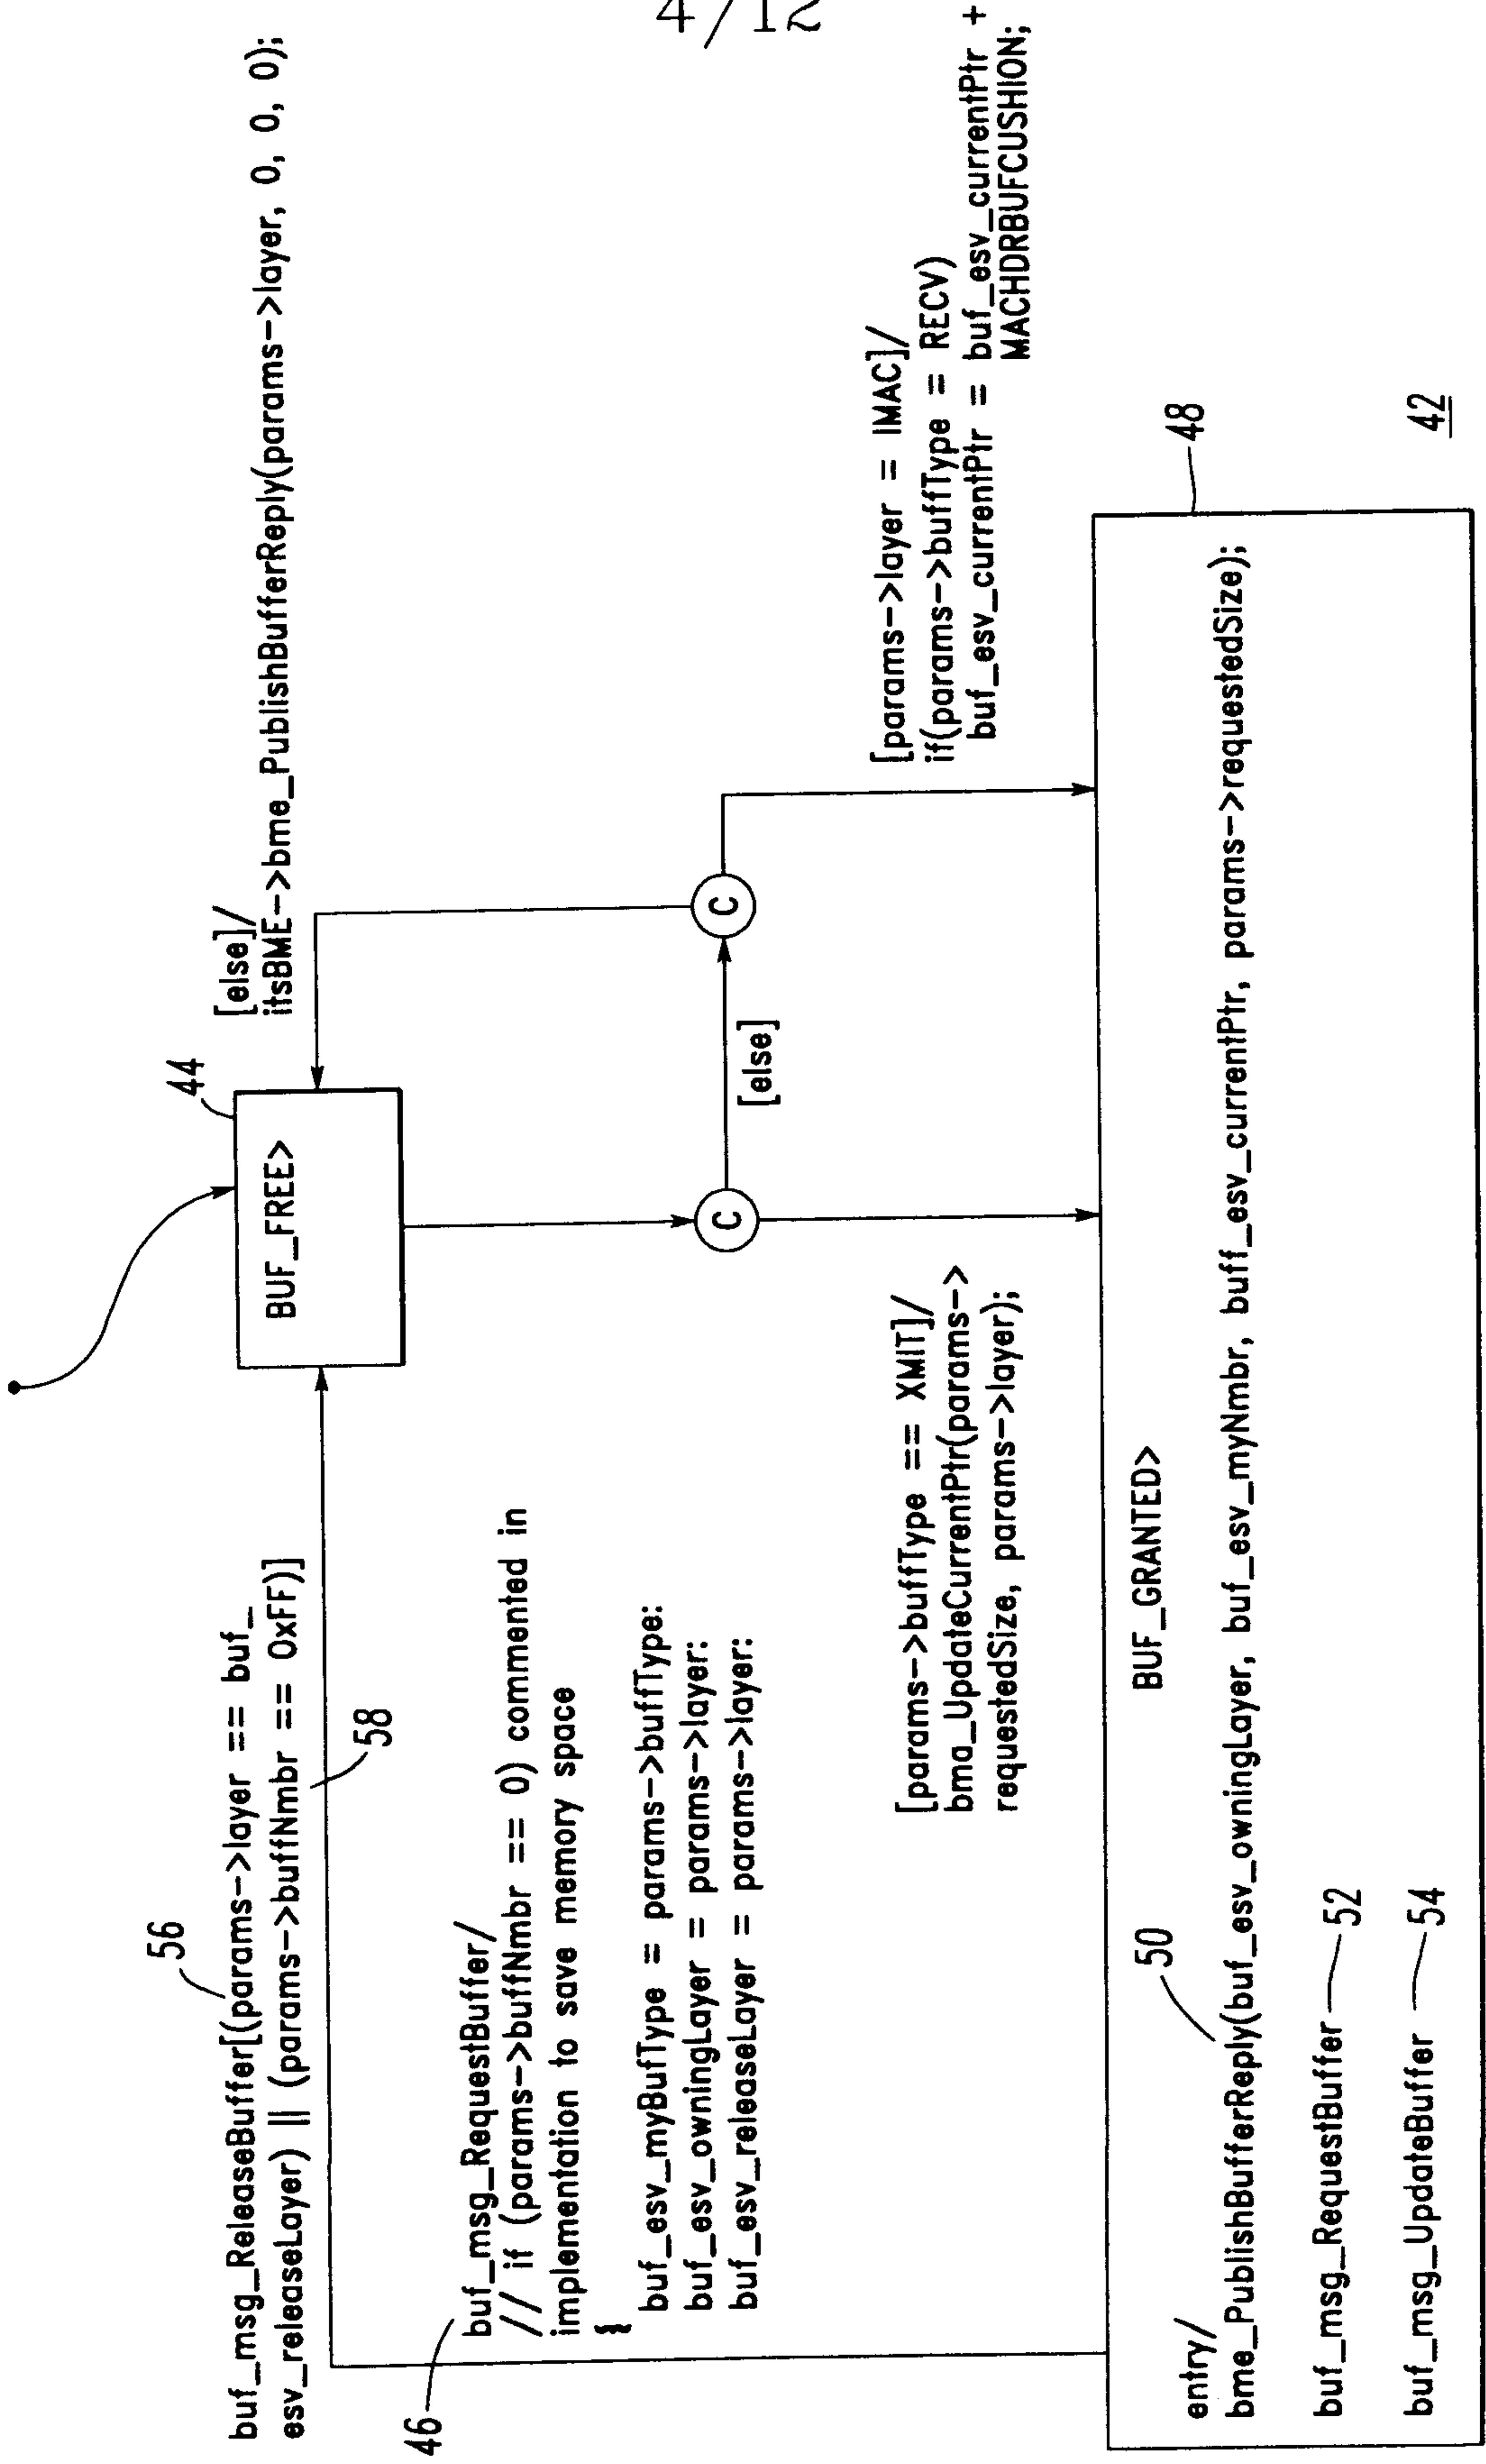 4/12
[else]/
itsBME->bme_PublishBufferReply(params->layer, 0, 0, 0);
44
BUF_FREE>
56
buf_msg_ReleaseBuffer[(params->layer == buf_
esv_releaseLayer) || (params->buffNmbr == 0xFF)]
58
46
buf_msg_RequestBuffer/
// if (params->buffNmbr == 0) commented in
implementation to save memory space
{
buf_esv_myBufType = params->buffType:
buf_esv_owningLayer = params->layer:
buf_esv_releaseLayer = params->layer:
C
[else]
C
[params->buffType == XMIT]/
bma_UpdateCurrentPtr(params->
requestedSize, params->layer);
[params->layer = IMAC]/
if(params->buffType = RECV)
buf_esv_currentPtr = buf_esv_currentPtr +
MACHDRBUFCUSHION;
48
BUF_GRANTED>
50
entry/
bme_PublishBufferReply(buf_esv_owningLayer, buf_esv_myNmbr, buff_esv_currentPtr, params->requestedSize);
buf_msg_RequestBuffer 52
buf_msg_UpdateBuffer 54
42